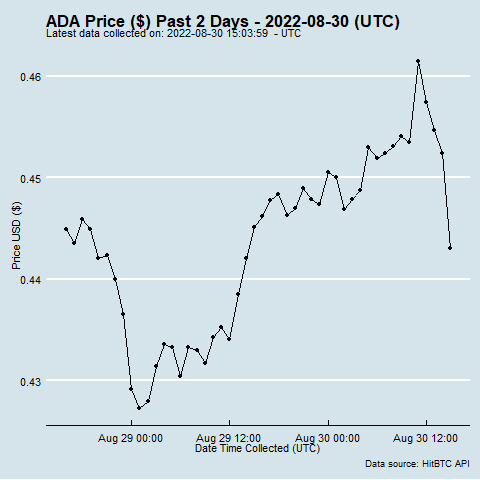 ADA Price ($) Past 2 Days - 2022-08-30 (UTC)
Latest data collected on: 2022-08-30 15:03:59 - UTC
0.46
0.45
0.44
0.43
Price USD ($)
Aug 29 00:00 Aug 29 12:00 Aug 30 00:00 Aug 30 12:00
Date Time Collected (UTC)
Data source: HitBTC API